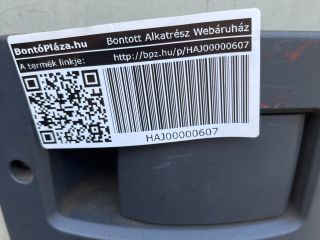 BontóPláza.hu Bontott Alkatrész Webáruház
A termék linkje: http://bpz.hu/p/HAJ00000607
HAJ00000607